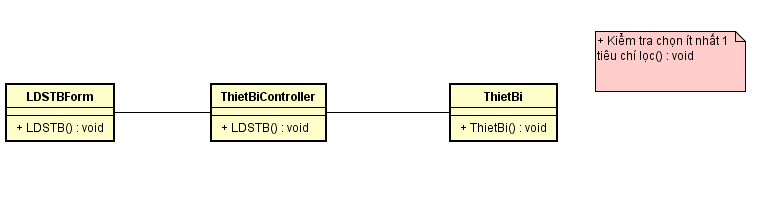 + Kiểm tra chọn ít nhất 1
tiêu chí lọc() : void
LDSTBForm
+ LDSTB() : void
ThietBiController
+ LDSTB() : void
ThietBi
+ ThietBi() : void